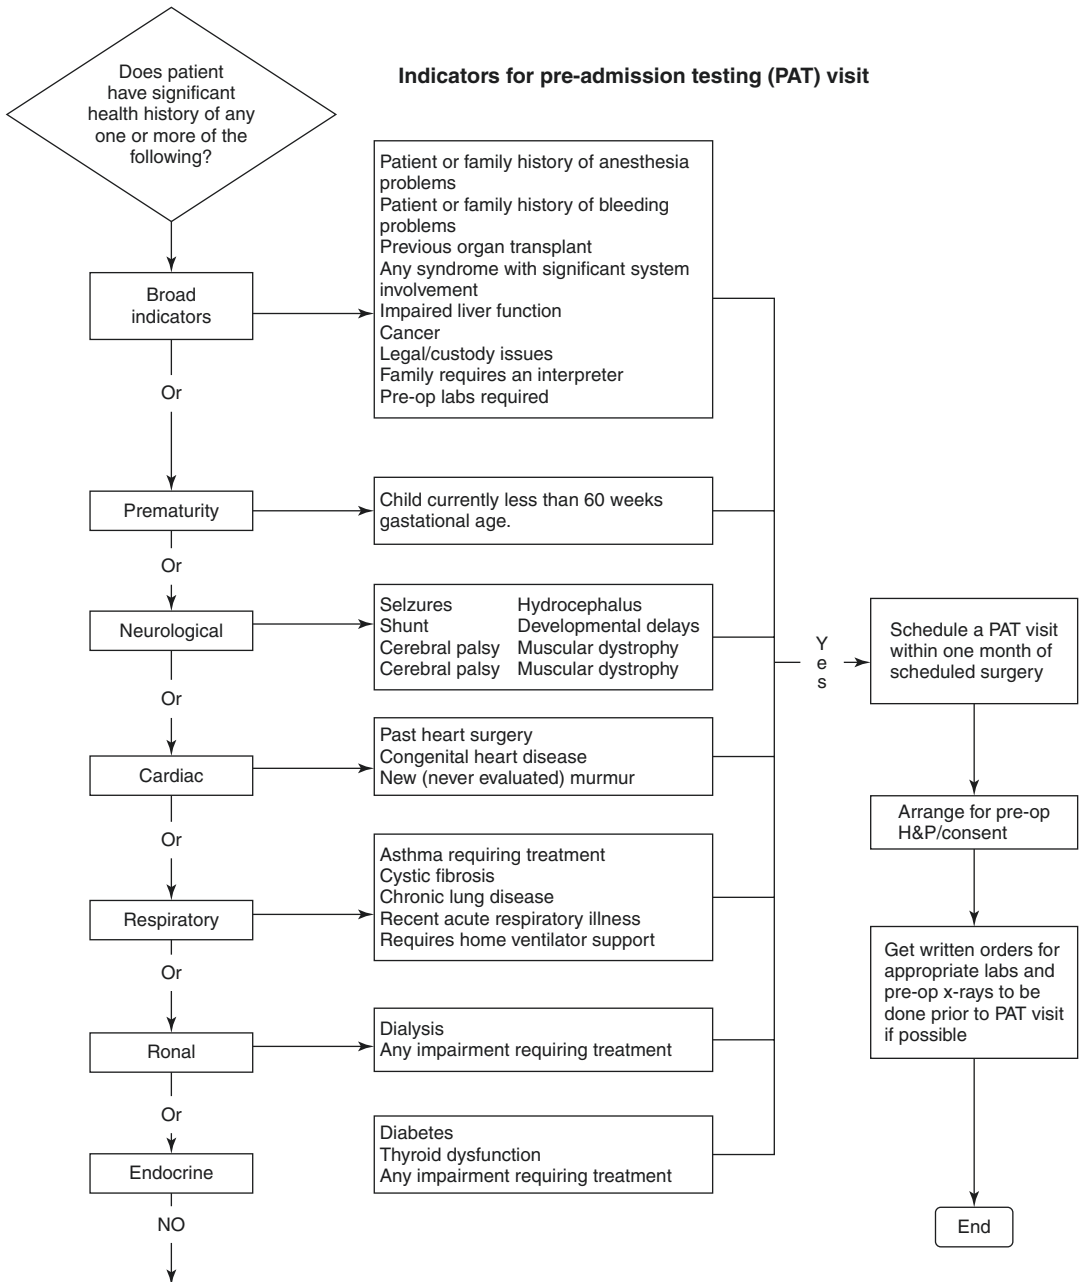 Does patient
have significant
health history of any
one or more of the
following?
Indicators for pre-admission testing (PAT) visit
Broad
indicators
Patient or family history of anesthesia
problems
Patient or family history of bleeding
problems
Previous organ transplant
Any syndrome with significant system
involvement
Impaired liver function
Cancer
Legal/custody issues
Family requires an interpreter
Pre-op labs required
Or
Prematurity
Child currently less than 60 weeks
gastational age.
Or
Neurological
Selzures Hydrocephalus
Shunt Developmental delays
Cerebral palsy Muscular dystrophy
Cerebral palsy Muscular dystrophy
Or
Cardiac
Past heart surgery
Congenital heart disease
New (never evaluated) murmur
Or
Respiratory
Asthma requiring treatment
Cystic fibrosis
Chronic lung disease
Recent acute respiratory illness
Requires home ventilator support
Or
Ronal
Dialysis
Any impairment requiring treatment
Or
Endocrine
Diabetes
Thyroid dysfunction
Any impairment requiring treatment
NO
Yes
Schedule a PAT visit
within one month of
scheduled surgery
Arrange for pre-op
H&P/consent
Get written orders for
appropriate labs and
pre-op x-rays to be
done prior to PAT visit
if possible
End